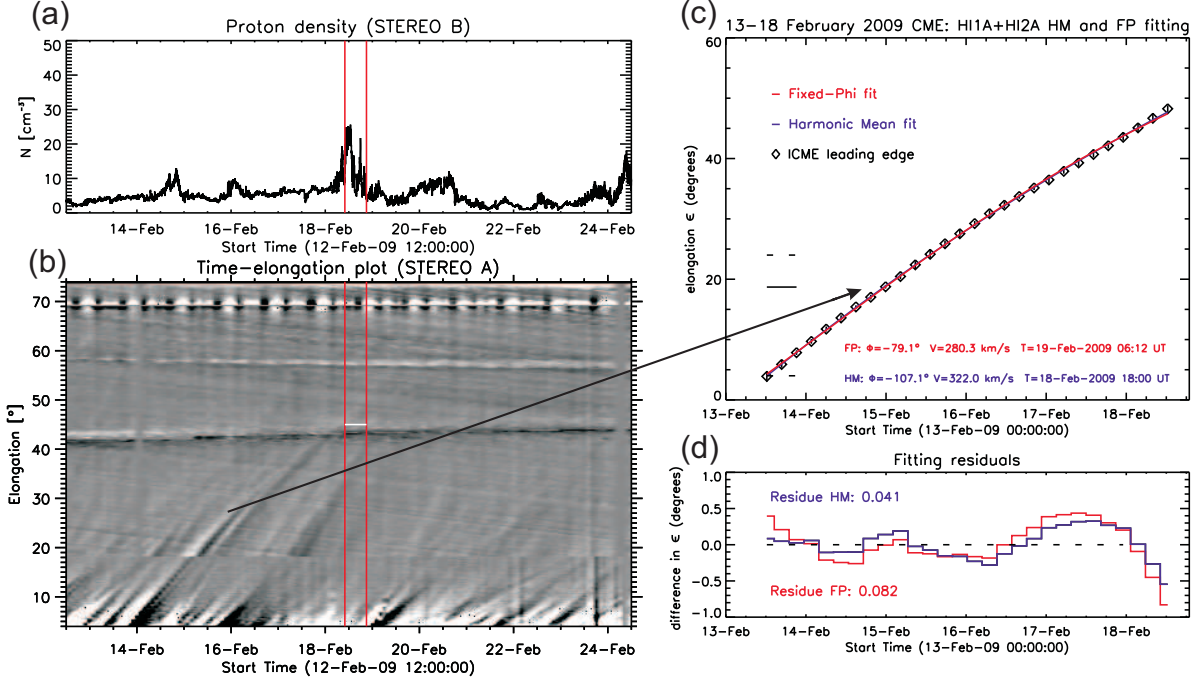 (a)
Proton density (STEREO B)
N [cm⁻³]
50
40
30
20
10
0
14-Feb 16-Feb 18-Feb 20-Feb 22-Feb 24-Feb
Start Time (12-Feb-09 12:00:00)
(b)
Time-elongation plot (STEREO A)
Elongation [°]
70
60
50
40
30
20
10
14-Feb 16-Feb 18-Feb 20-Feb 22-Feb 24-Feb
Start Time (12-Feb-09 12:00:00)
(c)
13-18 February 2009 CME: HI1A+HI2A HM and FP fitting
elongation ϵ (degrees)
60
40
20
0
Fixed-Phi fit
Harmonic Mean fit
ICME leading edge
FP: Φ=-79.1° V=280.3 km/s T=19-Feb-2009 06:12 UT
HM: Φ=-107.1° V=322.0 km/s T=18-Feb-2009 18:00 UT
13-Feb 14-Feb 15-Feb 16-Feb 17-Feb 18-Feb
Start Time (13-Feb-09 00:00:00)
(d)
Fitting residuals
difference in ϵ (degrees)
1.0
0.5
0.0
-0.5
-1.0
Residue HM: 0.041
Residue FP: 0.082
13-Feb 14-Feb 15-Feb 16-Feb 17-Feb 18-Feb
Start Time (13-Feb-09 00:00:00)